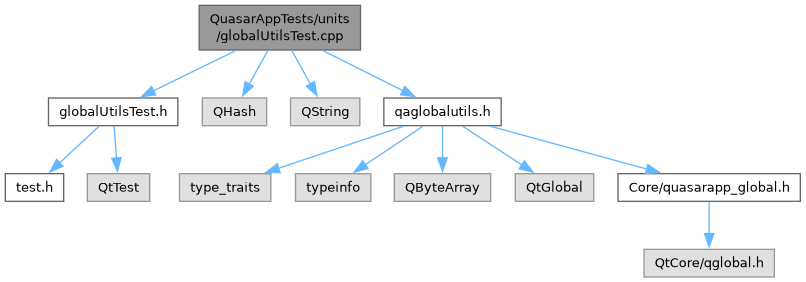 QuasarAppTests/units
/globalUtilsTest.cpp
globalUtilsTest.h
QHash
QString
qaglobalutils.h
test.h
QtTest
type_traits
typeinfo
QByteArray
QtGlobal
Core/quasarapp_global.h
QtCore/qglobal.h